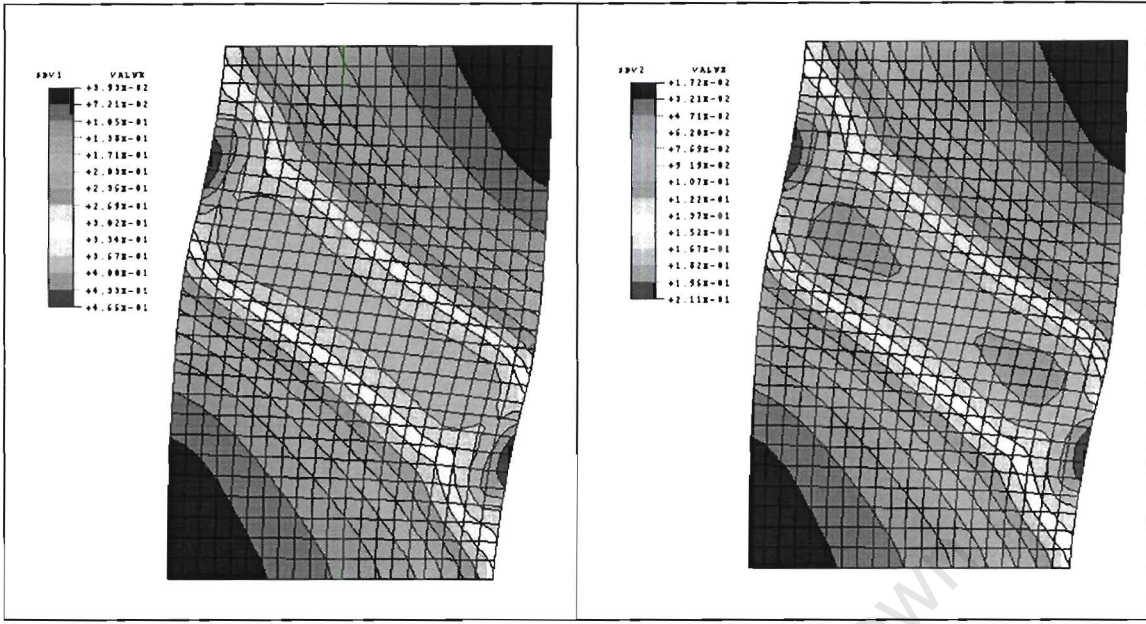 SDV1 VALUE
+3.93E-02
+7.21E-02
+1.05E-01
+1.38E-01
+1.71E-01
+2.03E-01
+2.36E-01
+2.69E-01
+3.02E-01
+3.34E-01
+3.67E-01
+4.00E-01
+4.33E-01
+4.65E-01
SDV2 VALUE
+1.72E-02
+3.21E-02
+4.71E-02
+6.20E-02
+7.69E-02
+9.19E-02
+1.07E-01
+1.22E-01
+1.37E-01
+1.52E-01
+1.67E-01
+1.82E-01
+1.96E-01
+2.11E-01